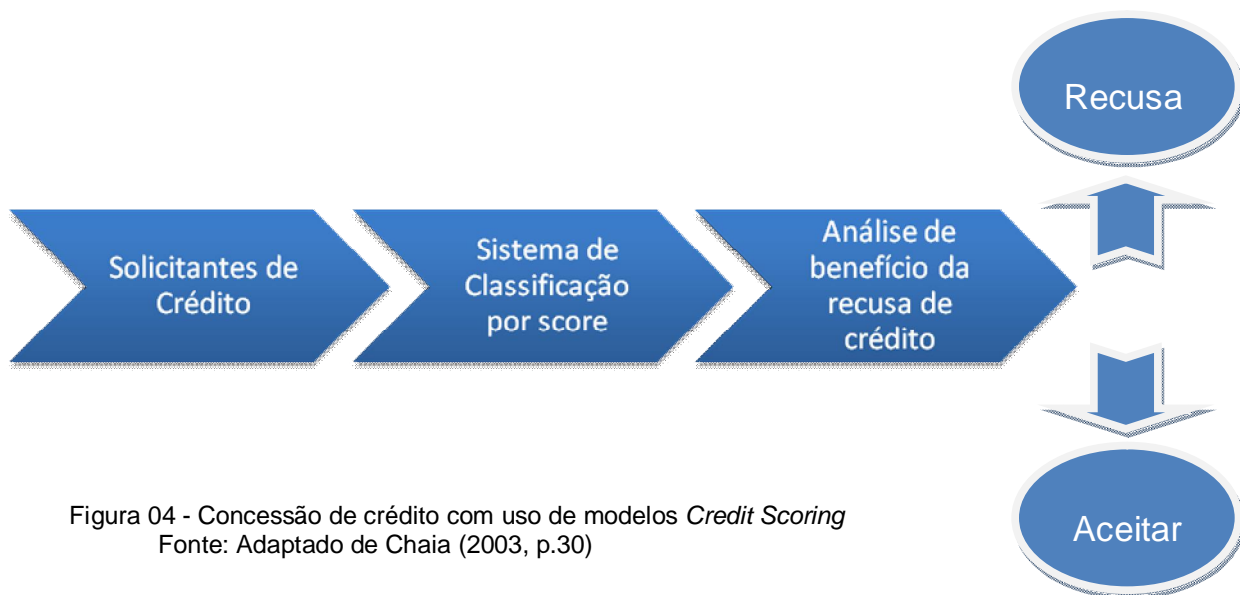 Recusa
Solicitantes de
Crédito
Sistema de
Classificação
por score
Análise de
benefício da
recusa de
crédito
Aceitar
Figura 04 - Concessão de crédito com uso de modelos Credit Scoring
Fonte: Adaptado de Chaia (2003, p.30)